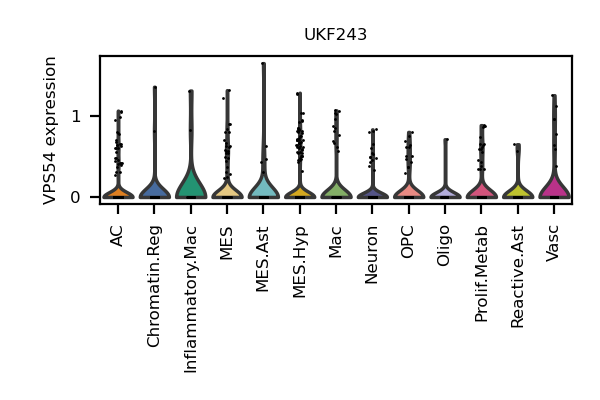 UKF243
VPS54 expression
1
0
AC
Chromatin.Reg
Inflammatory.Mac
MES
MES.Ast
MES.Hyp
Mac
Neuron
OPC
Oligo
Prolif.Metab
Reactive.Ast
Vasc